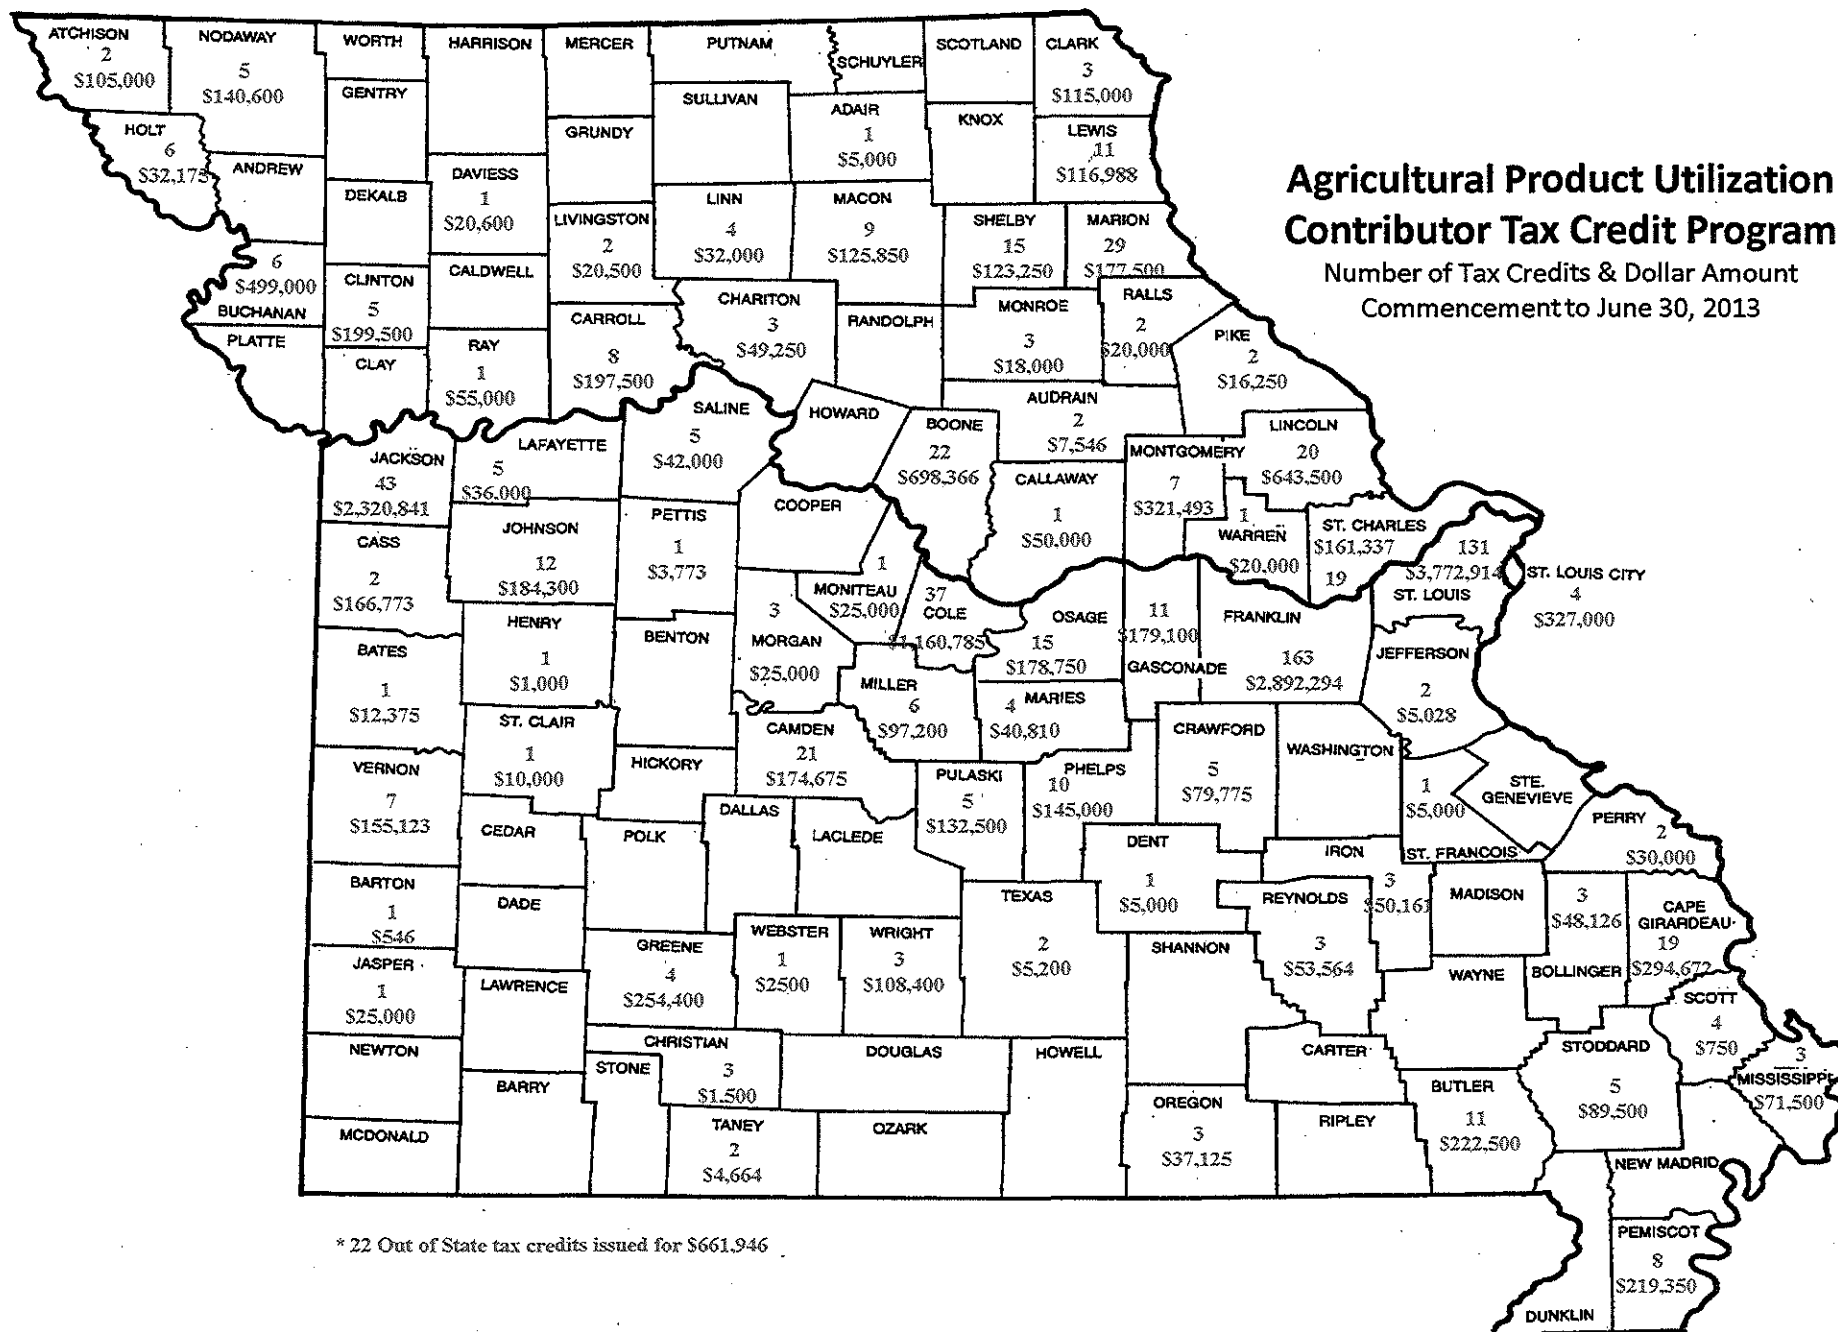 Agricultural Product Utilization
Contributor Tax Credit Program
Number of Tax Credits & Dollar Amount
Commencement to June 30, 2013
ATCHISON
2
$105,000
NODAWAY
5
$140,600
WORTH
HARRISON
MERCER
PUTNAM
SCHUYLER
SCOTLAND
CLARK
3
$115,000
GENTRY
SULLIVAN
ADAIR
1
$5,000
KNOX
LEWIS
11
$116,988
HOLT
6
$32,175
ANDREW
GRUNDY
DEKALB
DAVIESS
1
$20,600
LIVINGSTON
2
$20,500
LINN
4
$32,000
MACON
9
$125,850
SHELBY
15
$123,250
MARION
29
$177,500
6
$499,000
BUCHANAN
CLINTON
5
$199,500
CALDWELL
CARROLL
8
$197,500
CHARITON
3
$49,250
RANDOLPH
MONROE
3
$18,000
RALLS
2
$20,000
PIKE
2
$16,250
PLATTE
CLAY
RAY
1
$55,000
SALINE
5
$42,000
HOWARD
BOONE
22
$698,366
AUDRAIN
2
$7,546
LINCOLN
20
$643,500
JACKSON
43
$2,320,841
LAFAYETTE
5
$36,000
COOPER
CALLAWAY
1
$50,000
MONTGOMERY
7
$321,493
1
WARREN
$20,000
ST. CHARLES
$161,337
19
131
$3,772,914
ST. LOUIS
ST. LOUIS CITY
4
$327,000
CASS
2
$166,773
JOHNSON
12
$184,300
PETTIS
1
$3,773
1
MONITEAU
$25,000
37
COLE
$1,160,785
OSAGE
15
$178,750
11
$179,100
GASCONADE
FRANKLIN
163
$2,892,294
JEFFERSON
2
$5,028
BATES
1
$12,375
HENRY
1
$1,000
BENTON
3
MORGAN
$25,000
MILLER
6
$97,200
MARIES
4
$40,810
ST. CLAIR
1
$10,000
HICKORY
CAMDEN
21
$174,675
PULASKI
5
$132,500
PHELPS
10
$145,000
CRAWFORD
5
$79,775
WASHINGTON
1
$5,000
ST. FRANCOIS
STE.
GENEVIEVE
PERRY
2
$30,000
VERNON
7
$155,123
CEDAR
POLK
DALLAS
LACLEDE
DENT
1
$5,000
IRON
3
$50,161
MADISON
3
$48,126
BOLLINGER
CAPE
GIRARDEAU
19
$294,672
BARTON
1
$546
DADE
GREENE
4
$254,400
WEBSTER
1
$2500
WRIGHT
3
$108,400
TEXAS
2
$5,200
SHANNON
REYNOLDS
3
$53,564
WAYNE
SCOTT
4
$750
JASPER
1
$25,000
LAWRENCE
CHRISTIAN
3
$1,500
DOUGLAS
HOWELL
CARTER
STODDARD
5
$89,500
3
MISSISSIPPI
$71,500
NEWTON
BARRY
STONE
TANEY
2
$4,664
OZARK
OREGON
3
$37,125
RIPLEY
BUTLER
11
$222,500
NEW MADRID
MCDONALD
PEMISCOT
8
$219,350
DUNKLIN
* 22 Out of State tax credits issued for $661,946